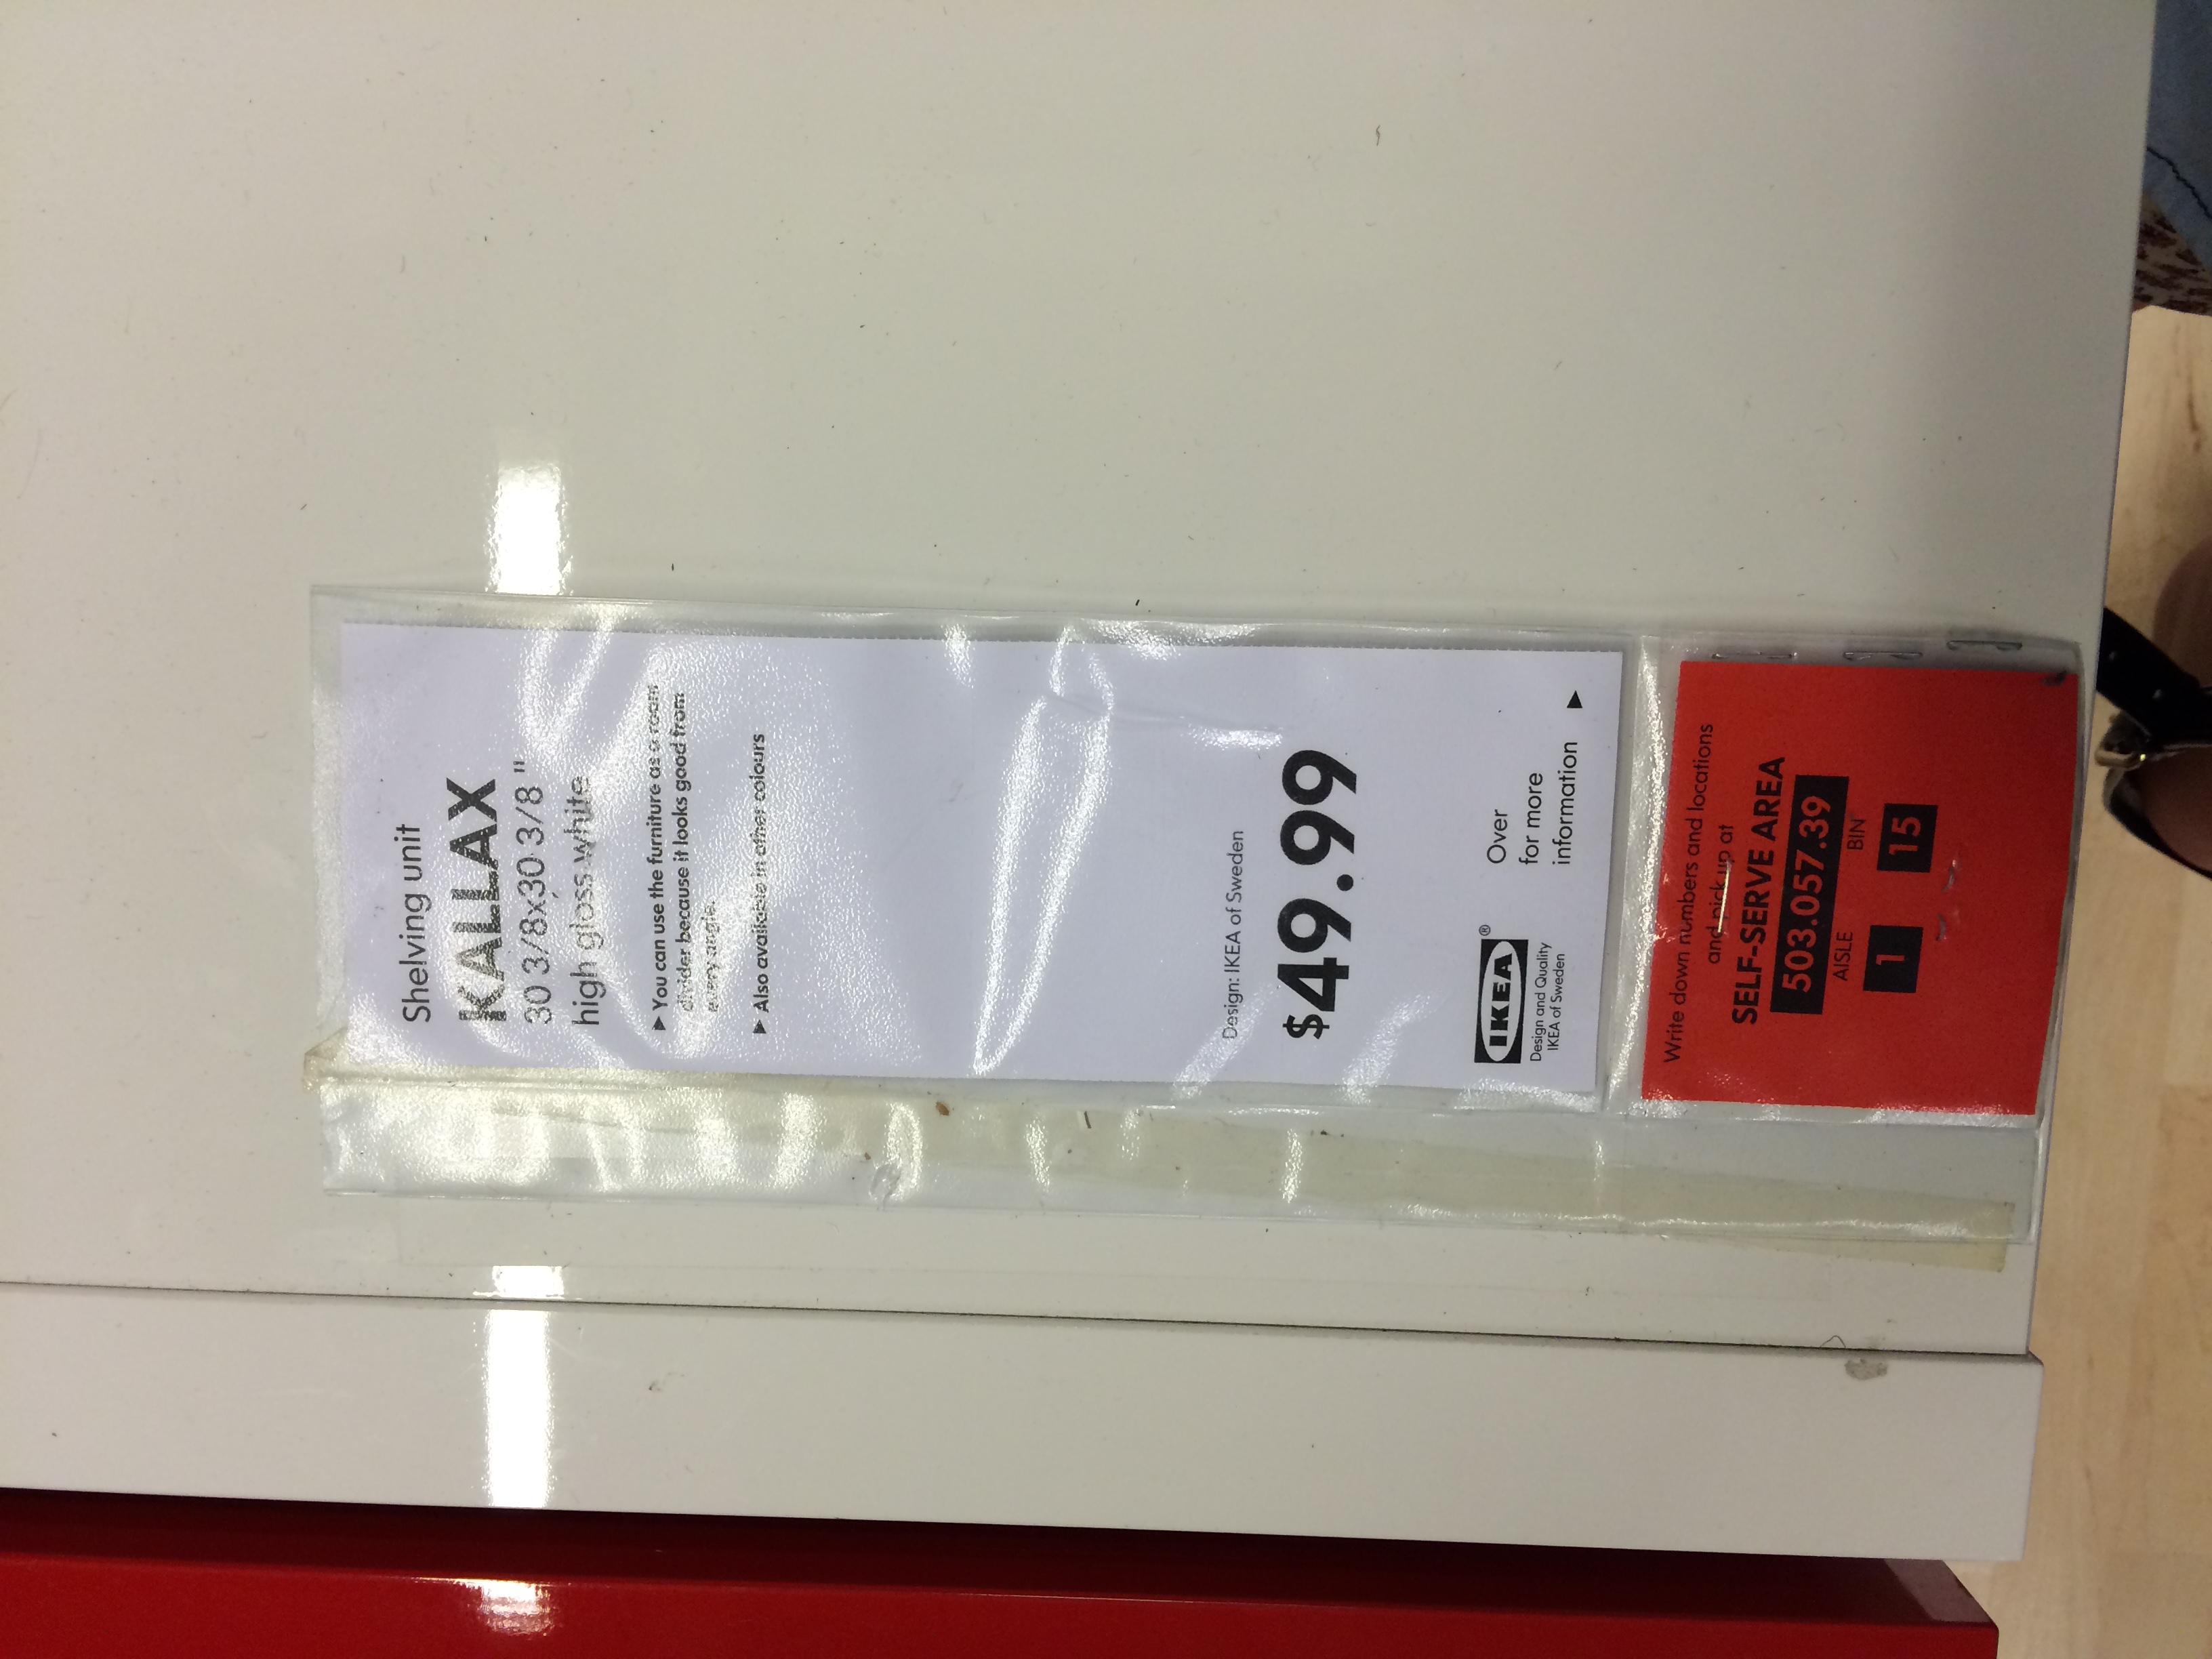 Shelving unit
KALLAX
30 3/8x30 3/8 "
high gloss white
▶ You can use the furniture as a room
divider because it looks good from
every angle.
▶ Also available in other colours
Design: IKEA of Sweden
$49.99
IKEA®
Design and Quality
IKEA of Sweden
Over
for more
information ▶
Write down numbers and locations
and pick up at
SELF-SERVE AREA
503.057.39
AISLE BIN
1 15